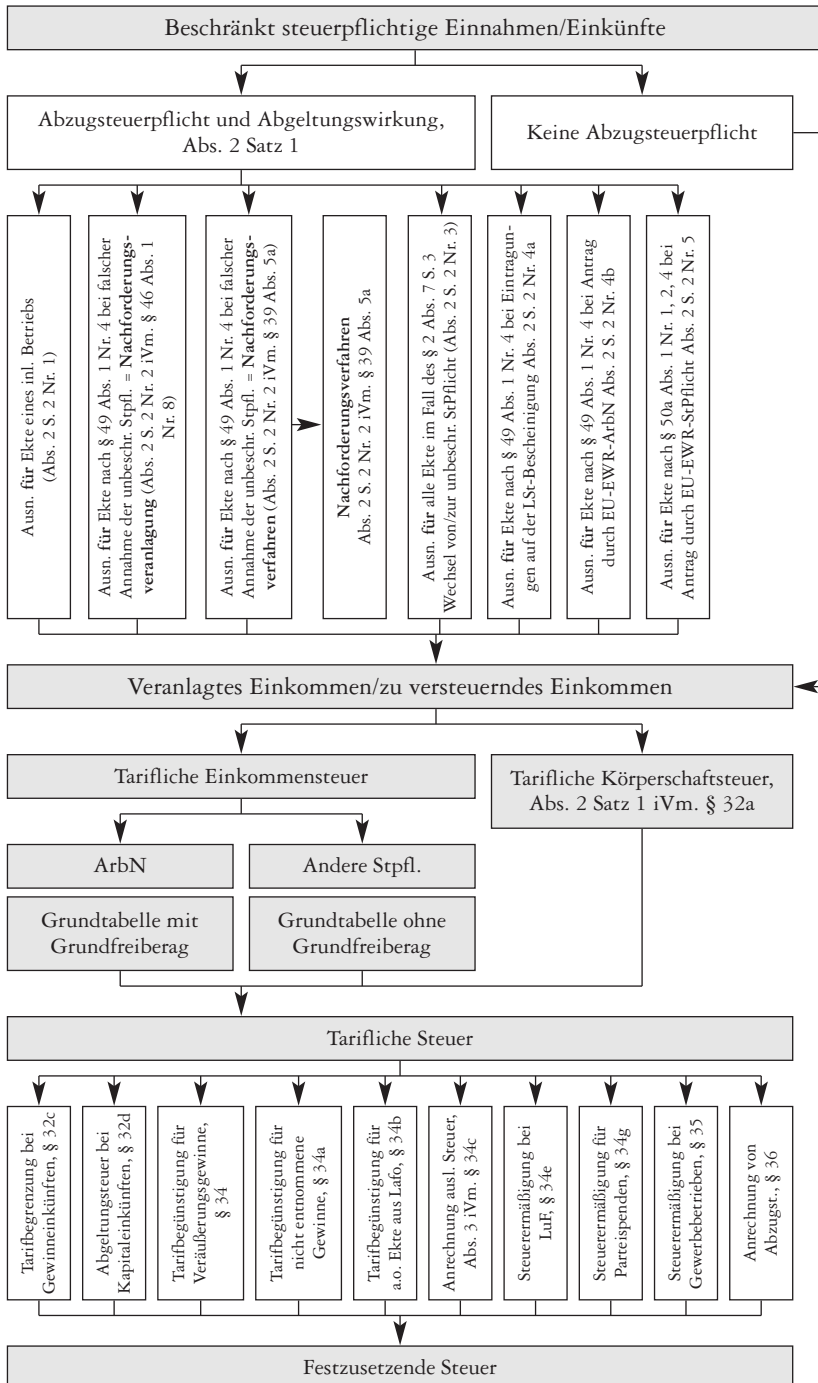 Beschränkt steuerpflichtige Einnahmen/Einkünfte
Abzugsteuerpflicht und Abgeltungswirkung,
Abs. 2 Satz 1
Keine Abzugsteuerpflicht
Ausn. für Ekte eines inl. Betriebs
(Abs. 2 S. 2 Nr. 1)
Ausn. für Ekte nach § 49 Abs. 1 Nr. 4 bei falscher
Annahme der unbeschr. Stpfl. = Nachforderungs-
veranlagung (Abs. 2 S. 2 Nr. 2 iVm. § 46 Abs. 1
Nr. 8)
Ausn. für Ekte nach § 49 Abs. 1 Nr. 4 bei falscher
Annahme der unbeschr. Stpfl. = Nachforderungs-
verfahren (Abs. 2 S. 2 Nr. 2 iVm. § 39 Abs. 5a)
Nachforderungsverfahren
Abs. 2 S. 2 Nr. 2 iVm. § 39 Abs. 5a
Ausn. für alle Ekte im Fall des § 2 Abs. 7 S. 3
Wechsel von/zur unbeschr. StPflicht (Abs. 2 S. 2 Nr. 3)
Ausn. für Ekte nach § 49 Abs. 1 Nr. 4 bei Eintragun-
gen auf der LSt-Bescheinigung Abs. 2 S. 2 Nr. 4a
Ausn. für Ekte nach § 49 Abs. 1 Nr. 4 bei Antrag
durch EU-EWR-ArbN Abs. 2 S. 2 Nr. 4b
Ausn. für Ekte nach § 50a Abs. 1 Nr. 1, 2, 4 bei
Antrag durch EU-EWR-StPflicht Abs. 2 S. 2 Nr. 5
Veranlagtes Einkommen/zu versteuerndes Einkommen
Tarifliche Einkommensteuer
Tarifliche Körperschaftsteuer,
Abs. 2 Satz 1 iVm. § 32a
ArbN
Andere Stpfl.
Grundtabelle mit
Grundfreiberag
Grundtabelle ohne
Grundfreiberag
Tarifliche Steuer
Tarifbegrenzung bei
Gewinneinkünften, § 32c
Abgeltungsteuer bei
Kapitaleinkünften, § 32d
Tarifbegünstigung für
Veräußerungsgewinne,
§ 34
Tarifbegünstigung für
nicht entnommene
Gewinne, § 34a
Tarifbegünstigung für
a.o. Ekte aus Lafo, § 34b
Anrechnung ausl. Steuer,
Abs. 3 iVm. § 34c
Steuerermäßigung bei
LuF, § 34e
Steuerermäßigung für
Parteispenden, § 34g
Steuerermäßigung bei
Gewerbebetrieben, § 35
Anrechnung von
Abzugst., § 36
Festzusetzende Steuer